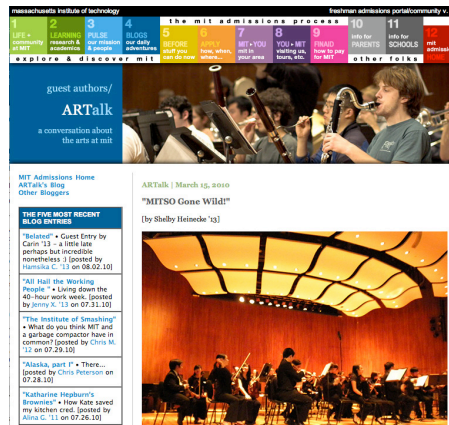 massachusetts institute of technology
freshman admissions portal/community v.
the mit admissions process
1
LIFE +
community
at MIT
2
LEARNING
research &
academics
3
PULSE
our mission
& people
4
BLOGS
our daily
adventures
5
BEFORE
stuff you
can do now
6
APPLY
how, when,
where...
7
MIT▸YOU
mit in
your area
8
YOU▸MIT
visiting us,
tours, etc.
9
FINAID
how to pay
for MIT
10
info for
PARENTS
11
info for
SCHOOLS
12
mit
admissi
HOME
explore & discover mit
other folks
guest authors/
ARTalk
a conversation about
the arts at mit
MIT Admissions Home
ARTalk's Blog
Other Bloggers
THE FIVE MOST RECENT
BLOG ENTRIES
"Belated" • Guest Entry by
Carin '13 - a little late
perhaps but incredible
nonetheless :) [posted by
Hamsika C. '13 on 08.02.10]
"All Hail the Working
People " • Living down the
40-hour work week. [posted
by Jenny X. '13 on 07.31.10]
"The Institute of Smashing"
• What do you think MIT and
a garbage compactor have in
common? [posted by Chris M.
'12 on 07.29.10]
"Alaska, part I" • There...
[posted by Chris Peterson on
07.28.10]
"Katharine Hepburn's
Brownies" • How Kate saved
my kitchen cred. [posted by
Alina G. '11 on 07.26.10]
ARTalk | March 15, 2010
"MITSO Gone Wild!"
[by Shelby Heinecke '13]